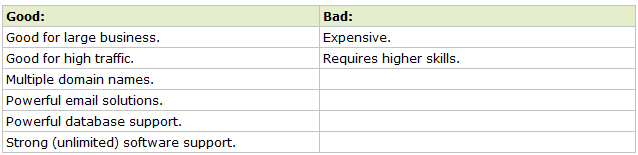 Good: Bad:
Good for large business. Expensive.
Good for high traffic. Requires higher skills.
Multiple domain names.
Powerful email solutions.
Powerful database support.
Strong (unlimited) software support.